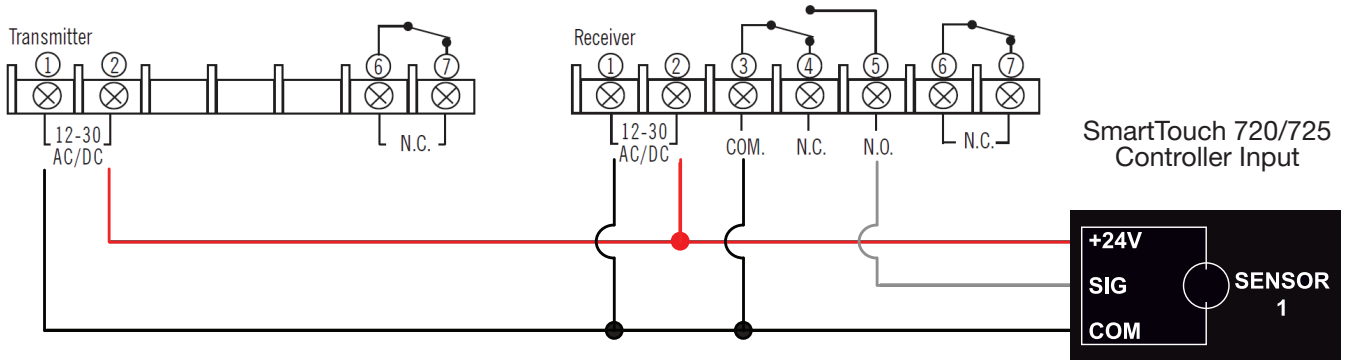 Transmitter
1 2 6 7
12-30
AC/DC
N.C.
Receiver
1 2 3 4 5 6 7
12-30
AC/DC
COM.
N.C.
N.O.
N.C.
SmartTouch 720/725
Controller Input
+24V
SIG
COM
SENSOR
1